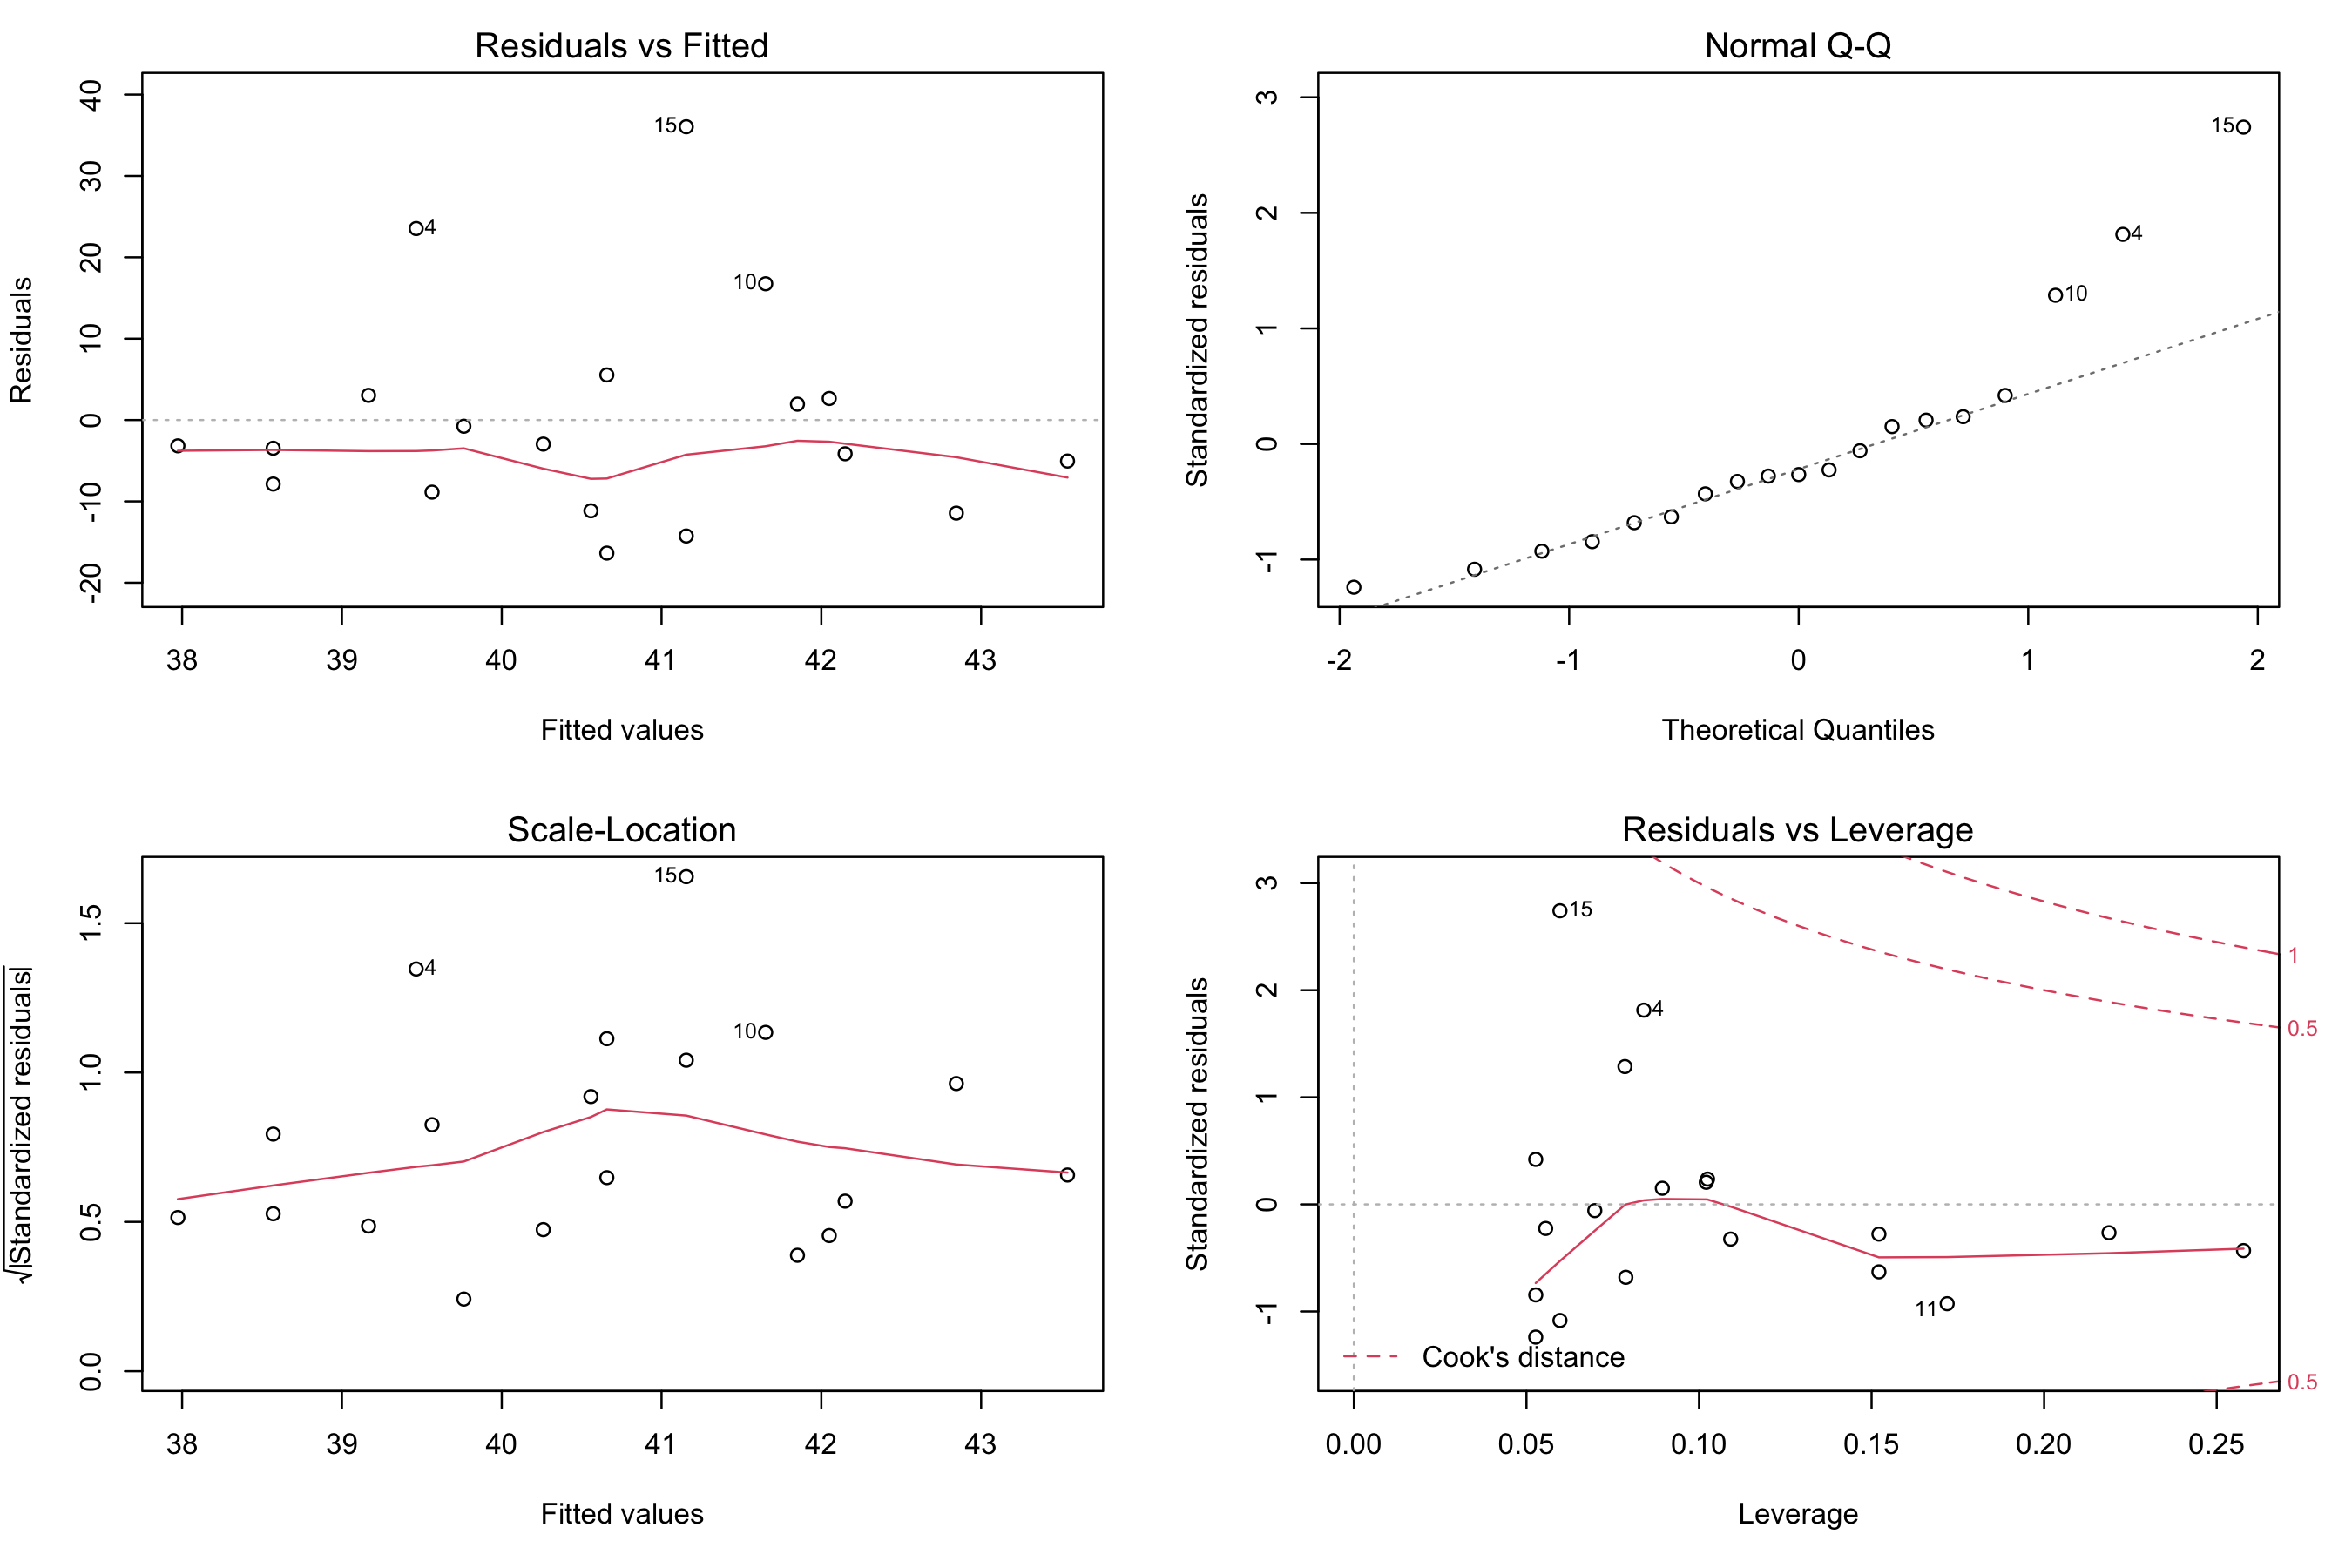 Residuals vs Fitted
Residuals
40
30
20
10
0
-10
-20
15
4
10
38 39 40 41 42 43
Fitted values
Normal Q-Q
Standardized residuals
3
2
1
0
-1
15
4
10
-2 -1 0 1 2
Theoretical Quantiles
Scale-Location
√|Standardized residuals|
1.5
1.0
0.5
0.0
15
4
10
38 39 40 41 42 43
Fitted values
Residuals vs Leverage
Standardized residuals
3
2
1
0
-1
15
4
11
1
0.5
0.5
Cook's distance
0.00 0.05 0.10 0.15 0.20 0.25
Leverage